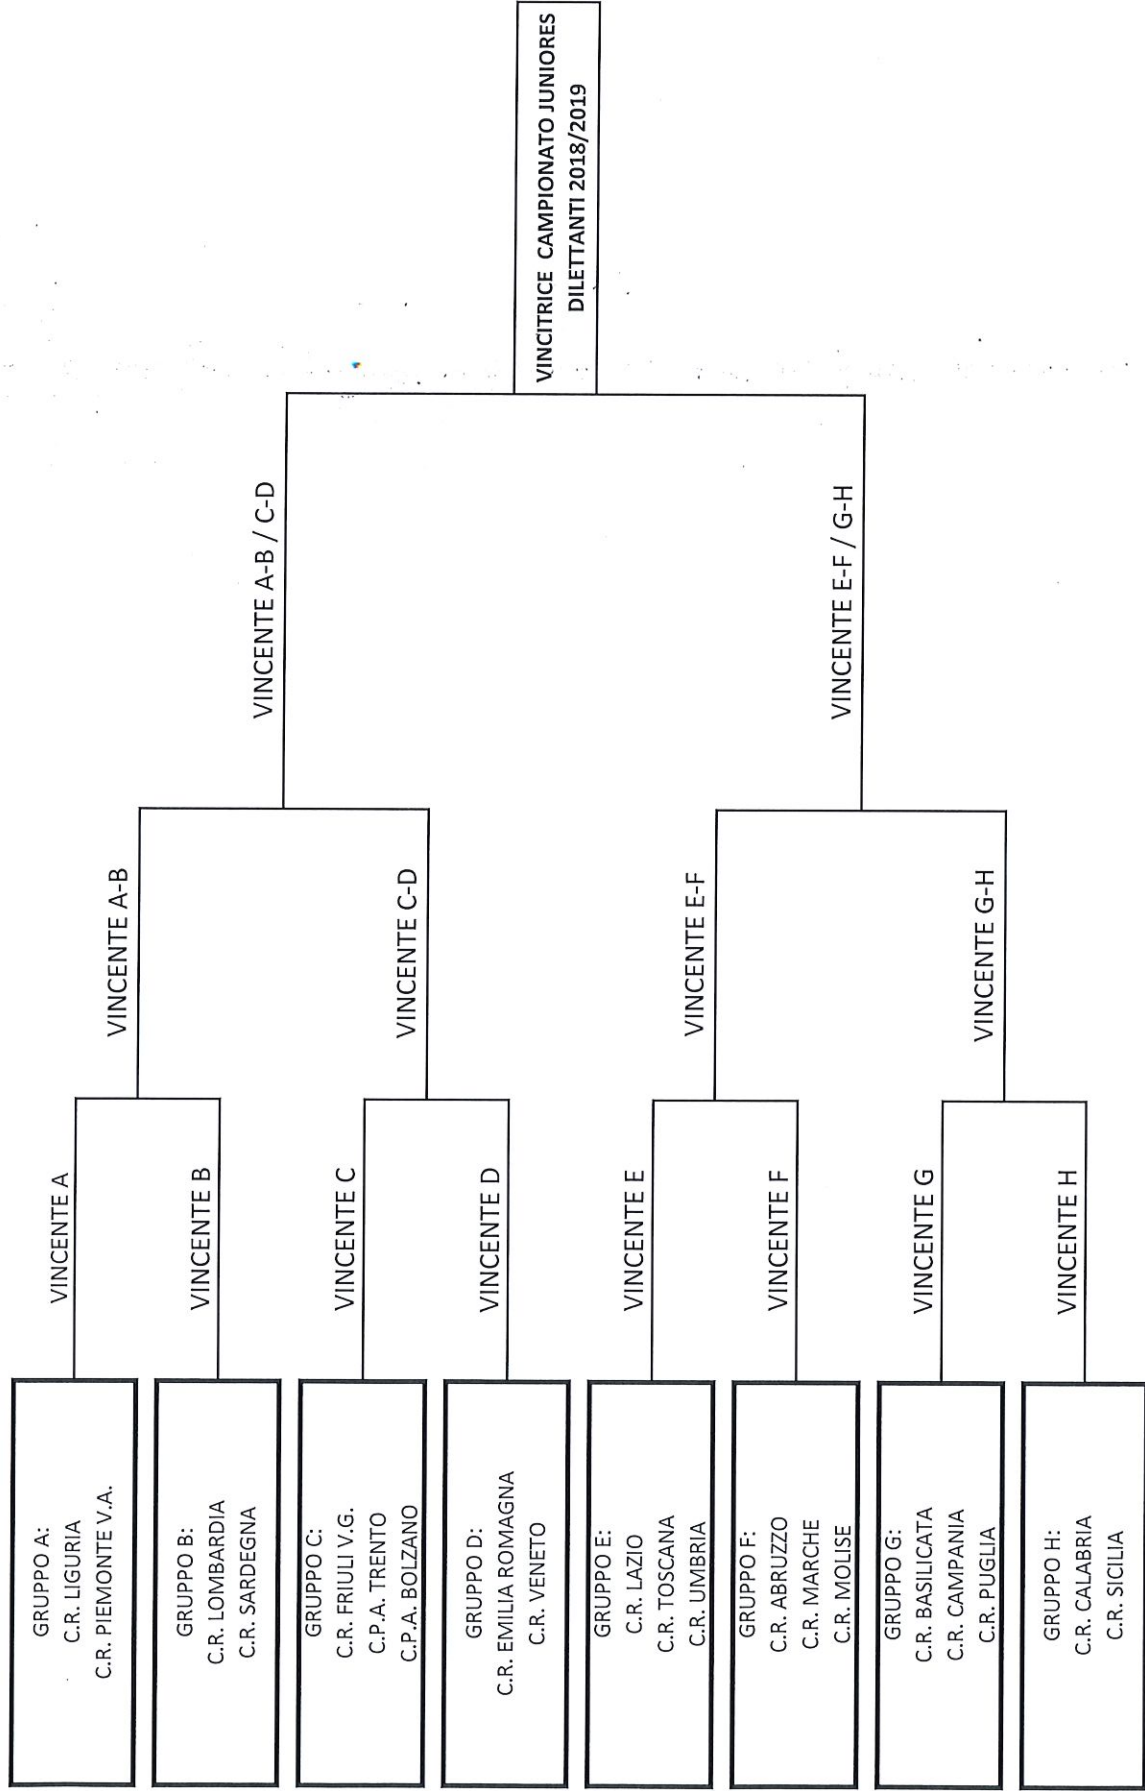 GRUPPO A:
C.R. LIGURIA
C.R. PIEMONTE V.A.
GRUPPO B:
C.R. LOMBARDIA
C.R. SARDEGNA
GRUPPO C:
C.R. FRIULI V.G.
C.P.A. TRENTO
C.P.A. BOLZANO
GRUPPO D:
C.R. EMILIA ROMAGNA
C.R. VENETO
GRUPPO E:
C.R. LAZIO
C.R. TOSCANA
C.R. UMBRIA
GRUPPO F:
C.R. ABRUZZO
C.R. MARCHE
C.R. MOLISE
GRUPPO G:
C.R. BASILICATA
C.R. CAMPANIA
C.R. PUGLIA
GRUPPO H:
C.R. CALABRIA
C.R. SICILIA
VINCENTE A
VINCENTE B
VINCENTE C
VINCENTE D
VINCENTE E
VINCENTE F
VINCENTE G
VINCENTE H
VINCENTE A-B
VINCENTE C-D
VINCENTE E-F
VINCENTE G-H
VINCENTE A-B / C-D
VINCENTE E-F / G-H
VINCITRICE CAMPIONATO JUNIORES
DILETTANTI 2018/2019